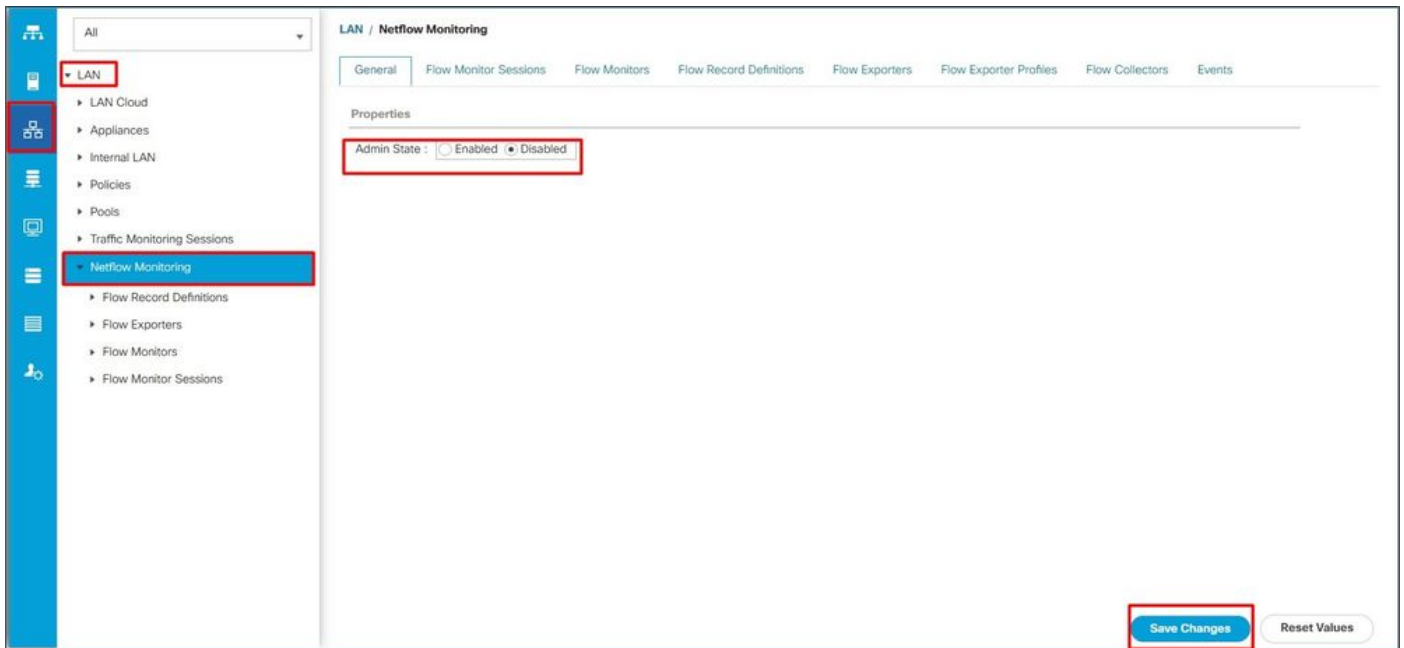 All
LAN
LAN Cloud
Appliances
Internal LAN
Policies
Pools
Traffic Monitoring Sessions
Netflow Monitoring
Flow Record Definitions
Flow Exporters
Flow Monitors
Flow Monitor Sessions
LAN / Netflow Monitoring
General Flow Monitor Sessions Flow Monitors Flow Record Definitions Flow Exporters Flow Exporter Profiles Flow Collectors Events
Properties
Admin State : Enabled Disabled
Save Changes Reset Values